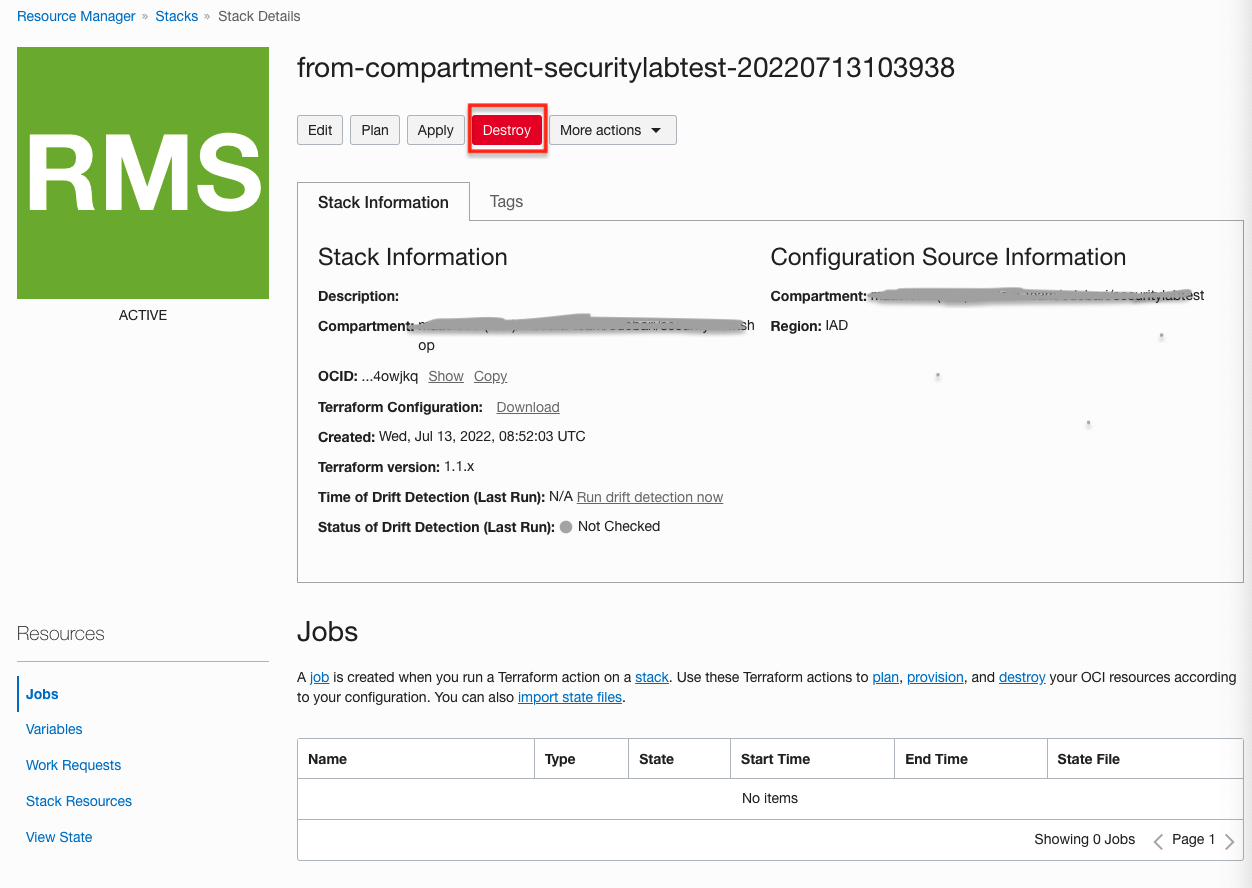 Resource Manager » Stacks » Stack Details
RMS
ACTIVE
from-compartment-securitylabtest-20220713103938
Edit Plan Apply Destroy More actions
Stack Information Tags
Stack Information
Description:
Compartment: sh
op
OCID: ...4owjkq Show Copy
Terraform Configuration: Download
Created: Wed, Jul 13, 2022, 08:52:03 UTC
Terraform version: 1.1.x
Time of Drift Detection (Last Run): N/A Run drift detection now
Status of Drift Detection (Last Run): Not Checked
Configuration Source Information
Compartment: securitylabtest
Region: IAD
Resources
Jobs
Variables
Work Requests
Stack Resources
View State
Jobs
A job is created when you run a Terraform action on a stack. Use these Terraform actions to plan, provision, and destroy your OCI resources according
to your configuration. You can also import state files.
Name Type State Start Time End Time State File
No items
Showing 0 Jobs Page 1